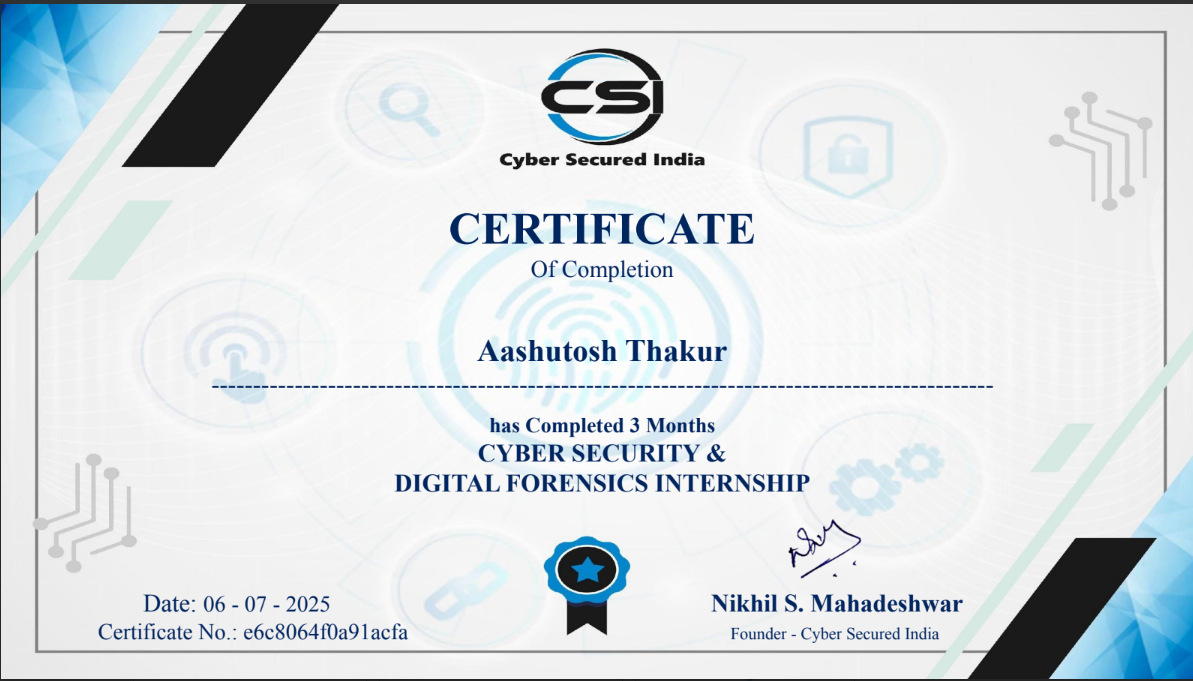 CSI
Cyber Secured India
CERTIFICATE
Of Completion
Aashutosh Thakur
has Completed 3 Months
CYBER SECURITY &
DIGITAL FORENSICS INTERNSHIP
Date: 06 - 07 - 2025
Certificate No.: e6c8064f0a91acfa
Nikhil S. Mahadeshwar
Founder - Cyber Secured India